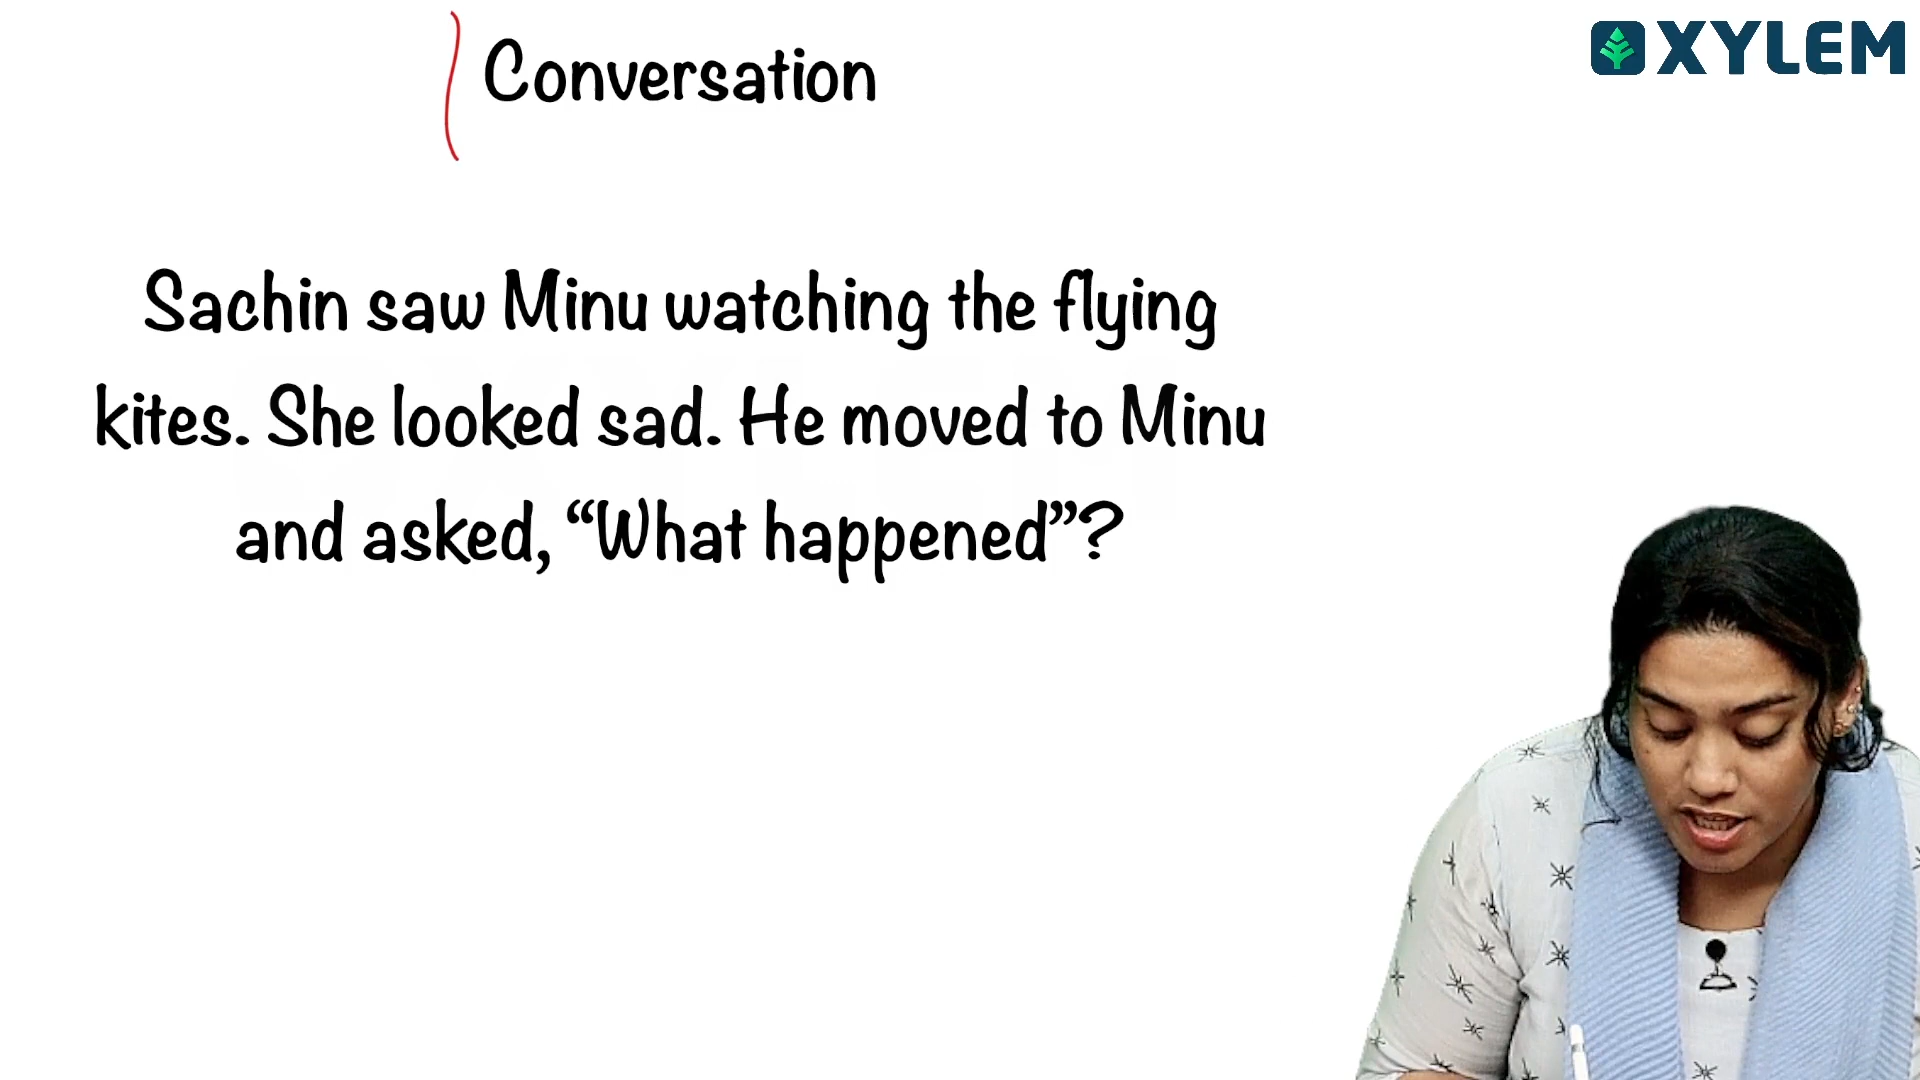 Conversation
XYLEM
Sachin saw Minu watching the flying
kites. She looked sad. He moved to Minu
and asked, “What happened”?